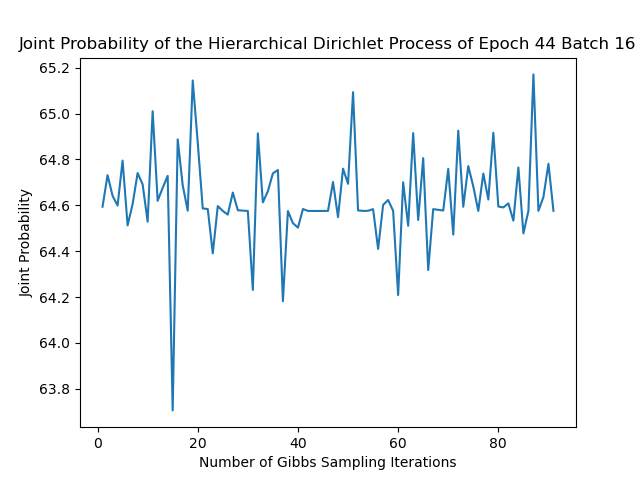 Joint Probability of the Hierarchical Dirichlet Process of Epoch 44 Batch 16
65.2
65.0
64.8
64.6
64.4
64.2
64.0
63.8
Joint Probability
0 20 40 60 80
Number of Gibbs Sampling Iterations